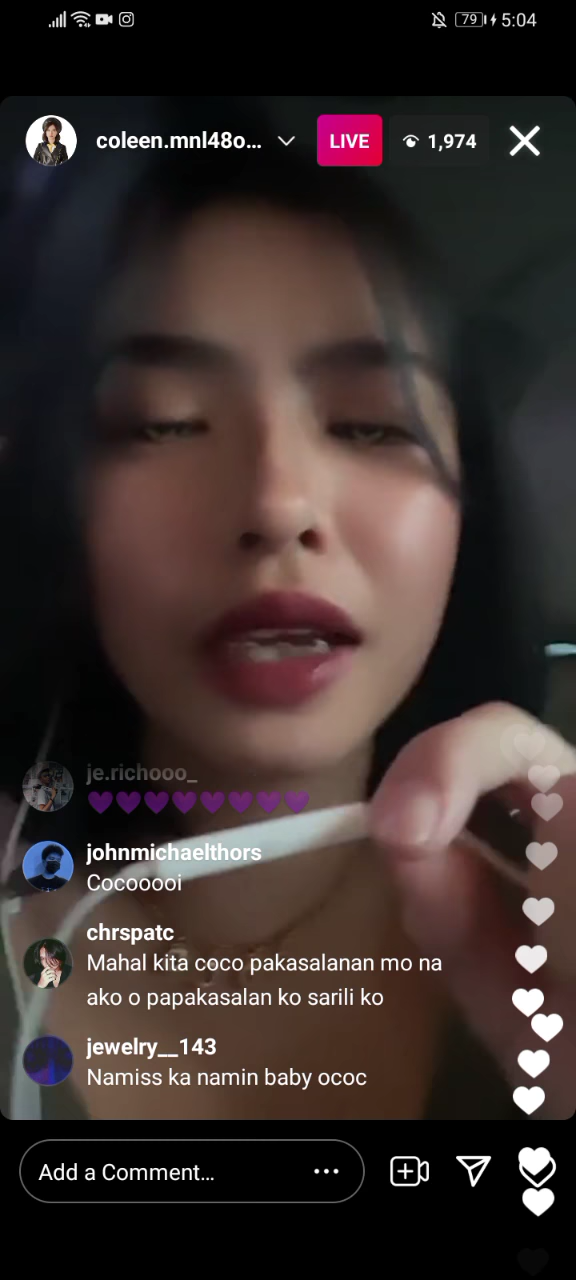 79 5:04
coleen.mnl48o... LIVE 1,974
je.richooo_
💜💜💜💜💜💜💜💜
johnmichaelthors
Cocooooi
chrspatc
Mahal kita coco pakasalanan mo na
ako o papakasalan ko sarili ko
jewelry__143
Namiss ka namin baby ococ
Add a Comment...